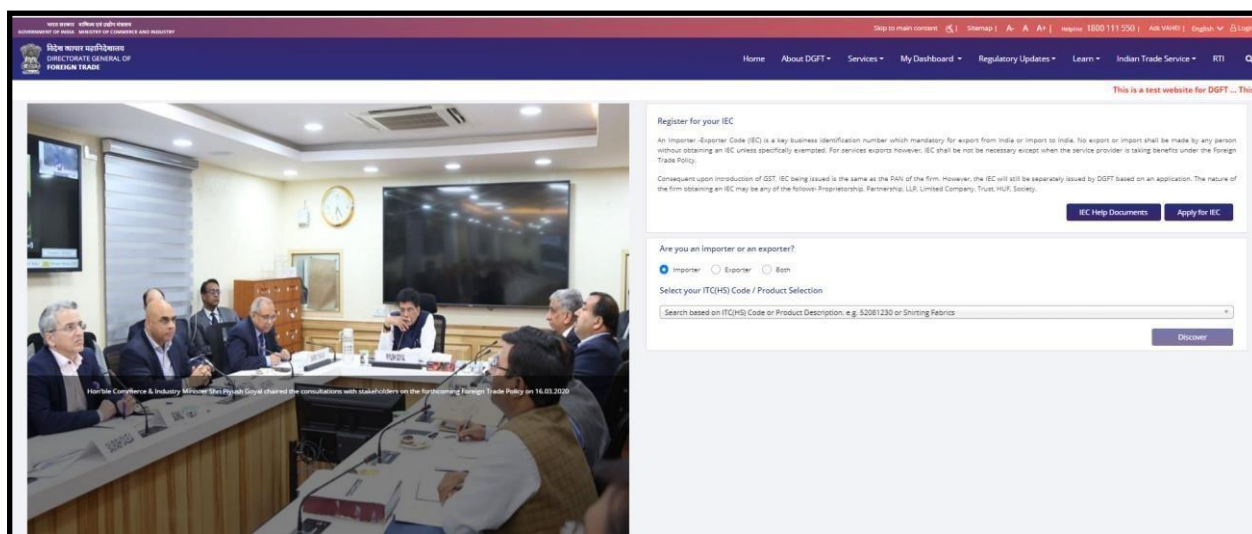 भारत सरकार वाणिज्य एवं उद्योग मंत्रालय
GOVERNMENT OF INDIA MINISTRY OF COMMERCE AND INDUSTRY
Skip to main content | Sitemap | A- A A+ | Helpline 1800 111 550 | Ask VAHEI | English Login
विदेश व्यापार महानिदेशालय
DIRECTORATE GENERAL OF
FOREIGN TRADE
Home About DGFT Services My Dashboard Regulatory Updates Learn Indian Trade Service RTI
This is a test website for DGFT ... This
Register for your IEC
An Importer -Exporter Code (IEC) is a key business identification number which mandatory for export from India or Import to India. No export or import shall be made by any person
without obtaining an IEC unless specifically exempted. For services exports however, IEC shall be not be necessary except when the service provider is taking benefits under the Foreign
Trade Policy.
Consequent upon introduction of GST, IEC being issued is the same as the PAN of the firm. However, the IEC will still be separately issued by DGFT based on an application. The nature of
the firm obtaining an IEC may be any of the follows- Proprietorship, Partnership, LLP, Limited Company, Trust, HUF, Society.
IEC Help Documents Apply for IEC
Are you an importer or an exporter?
Importer Exporter Both
Select your ITC(HS) Code / Product Selection
Search based on ITC(HS) Code or Product Description. e.g. 52081230 or Shirting Fabrics
Discover
PIYUSH GOYAL
Hon'ble Commerce & Industry Minister Shri Piyush Goyal chaired the consultations with stakeholders on the forthcoming Foreign Trade Policy on 16.03.2020